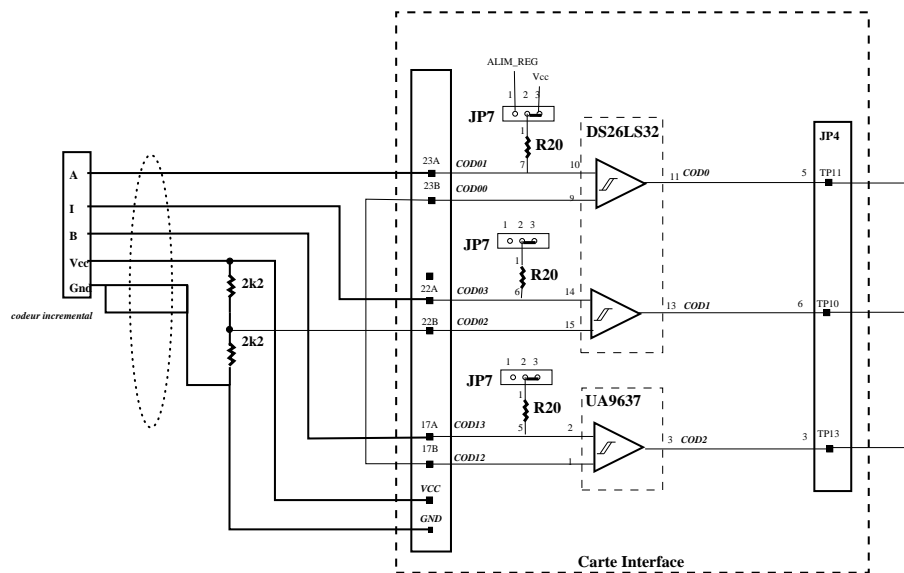 ALIM_REG
Vcc
1 2 3
JP7
1
R20
DS26LS32
JP4
7
23A COD01 10
A
23B COD00
11 COD0 5 TP11
9
I
1 2 3
B
JP7
1
Vcc
R20
2k2
Gnd
22A COD03 6 14
13 COD1 6 TP10
codeur incremental
22B COD02 15
2k2
1 2 3
JP7
1
R20
UA9637
17A COD13 5 2
17B
3 COD2 3 TP13
COD12 1
VCC
GND
Carte Interface